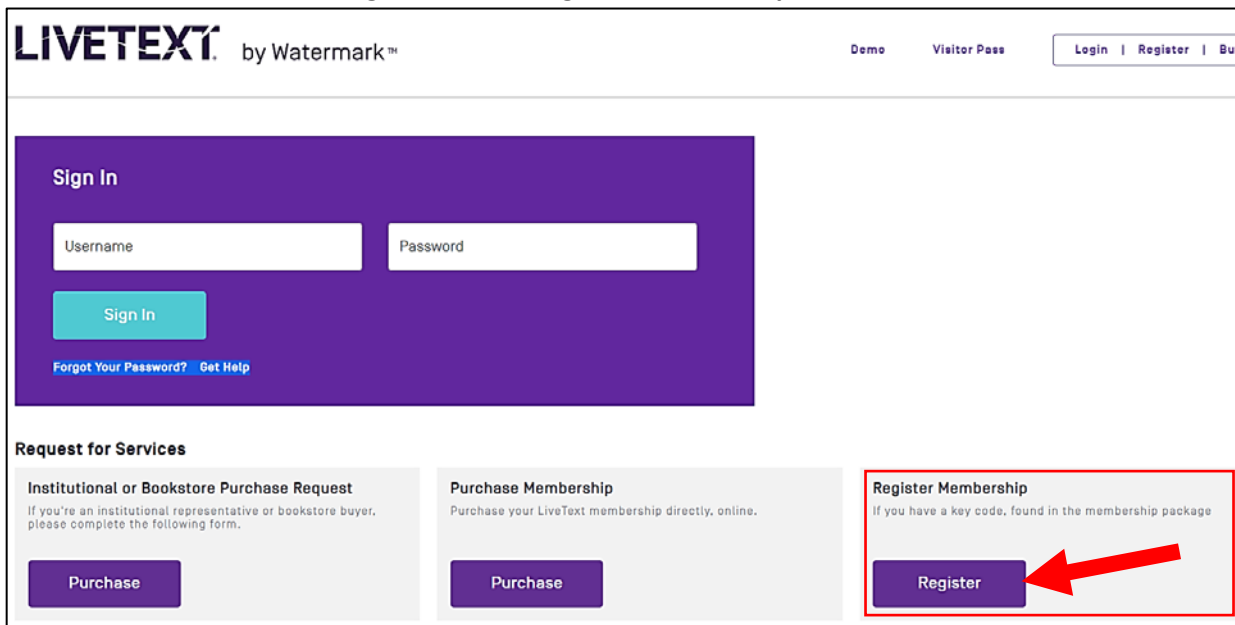 LIVETEXT. by Watermark™
Demo Visitor Pass Login | Register | Bu
Sign In
Username Password
Sign In
Forgot Your Password? Get Help
Request for Services
Institutional or Bookstore Purchase Request
If you're an institutional representative or bookstore buyer,
please complete the following form.
Purchase
Purchase Membership
Purchase your LiveText membership directly, online.
Purchase
Register Membership
If you have a key code, found in the membership package
Register